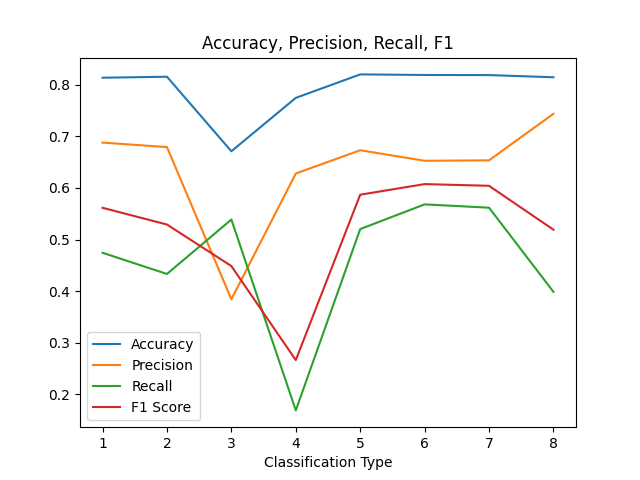 Accuracy, Precision, Recall, F1
0.8
0.7
0.6
0.5
0.4
0.3
0.2
Accuracy
Precision
Recall
F1 Score
1 2 3 4 5 6 7 8
Classification Type